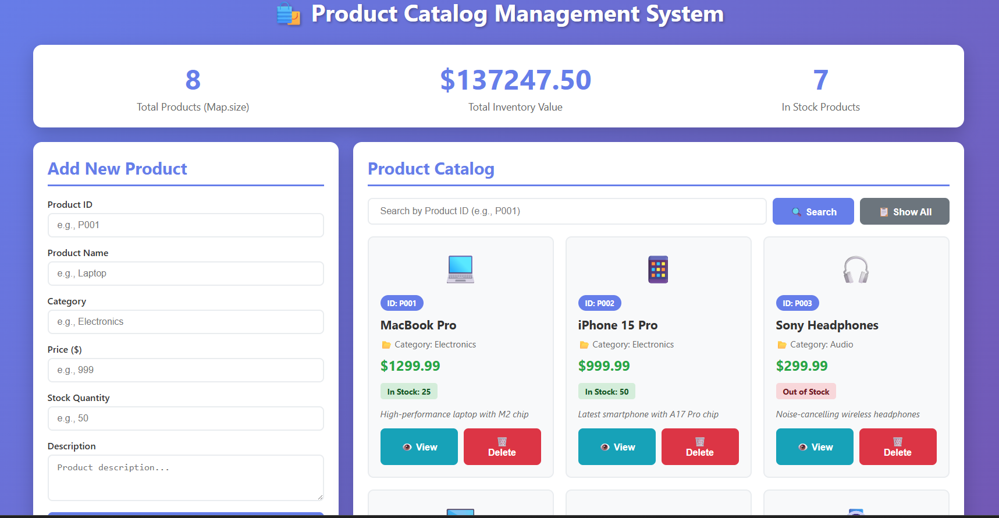 Product Catalog Management System
8
Total Products (Map.size)
$137247.50
Total Inventory Value
7
In Stock Products
Add New Product
Product ID
e.g., P001
Product Name
e.g., Laptop
Category
e.g., Electronics
Price ($)
e.g., 999
Stock Quantity
e.g., 50
Description
Product description...
Product Catalog
Search by Product ID (e.g., P001)
Search
Show All
ID: P001
MacBook Pro
Category: Electronics
$1299.99
In Stock: 25
High-performance laptop with M2 chip
View
Delete
ID: P002
iPhone 15 Pro
Category: Electronics
$999.99
In Stock: 50
Latest smartphone with A17 Pro chip
View
Delete
ID: P003
Sony Headphones
Category: Audio
$299.99
Out of Stock
Noise-cancelling wireless headphones
View
Delete